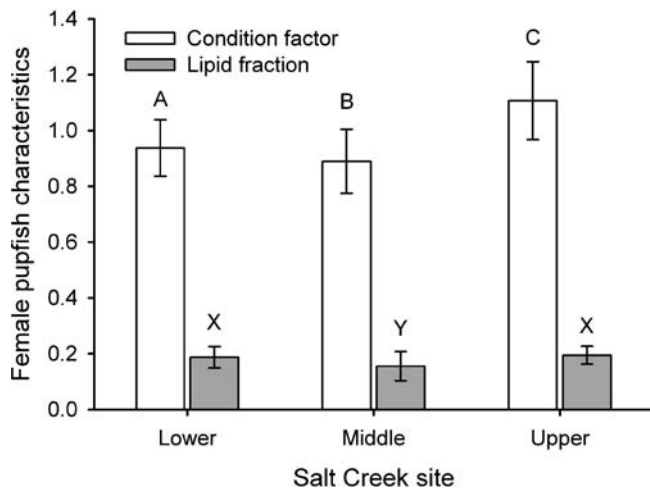 Female pupfish characteristics
1.4
1.2
1.0
0.8
0.6
0.4
0.2
0.0
Condition factor
Lipid fraction
A
X
B
Y
C
X
Lower
Middle
Upper
Salt Creek site